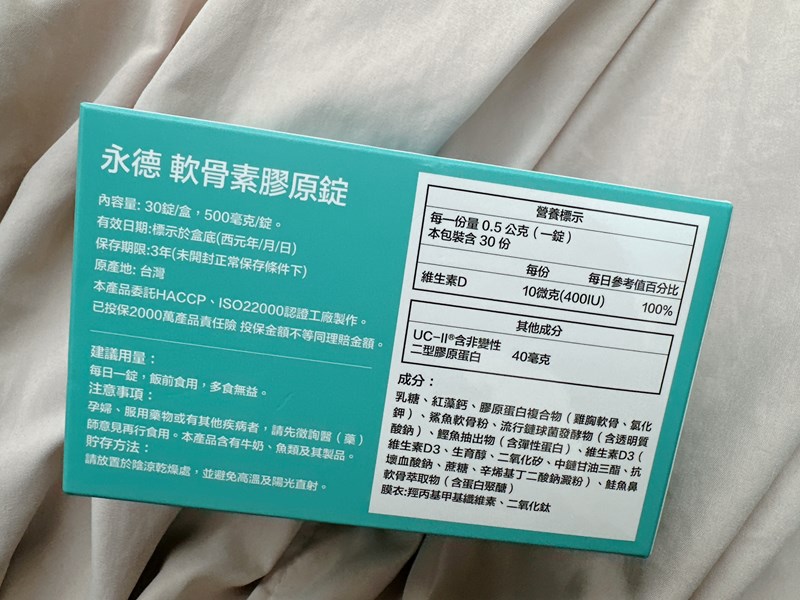 永德 軟骨素膠原錠
內容量: 30錠/盒，500毫克/錠。
有效日期:標示於盒底(西元年/月/日)
保存期限:3年(未開封正常保存條件下)
原產地: 台灣
本產品委託HACCP、ISO22000認證工廠製作。
已投保2000萬產品責任險 投保金額不等同理賠金額。
建議用量：
每日一錠，飯前食用，多食無益。
注意事項：
孕婦、服用藥物或有其他疾病者，請先徵詢醫（藥）
師意見再行食用。本產品含有牛奶、魚類及其製品。
貯存方法：
請放置於陰涼乾燥處，並避免高溫及陽光直射。
營養標示
每一份量 0.5 公克（一錠）
本包裝含 30 份
每份 每日參考值百分比
維生素D 10微克(400IU) 100%
其他成分
UC-II®含非變性
二型膠原蛋白 40毫克
成分：
乳糖、紅藻鈣、膠原蛋白複合物（雞胸軟骨、氯化
鉀）、鯊魚軟骨粉、流行鏈球菌發酵物（含透明質
酸鈉）、鰹魚抽出物（含彈性蛋白）、維生素D3（
維生素D3、生育醇、二氧化矽、中鏈甘油三酯、抗
壞血酸鈉、蔗糖、辛烯基丁二酸鈉澱粉）、鮭魚鼻
軟骨萃取物（含蛋白聚醣）
膜衣:羥丙基甲基纖維素、二氧化鈦